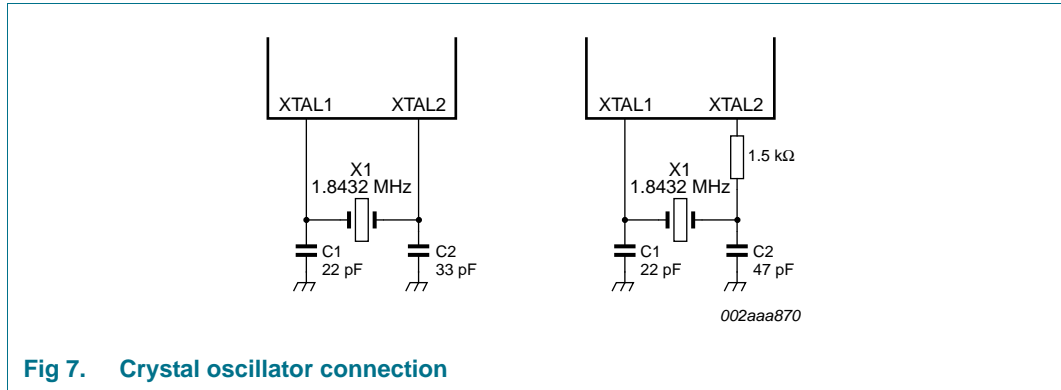 XTAL1 XTAL2
X1
1.8432 MHz
C1
22 pF
C2
33 pF
XTAL1 XTAL2
1.5 kΩ
X1
1.8432 MHz
C1
22 pF
C2
47 pF
002aaa870
Fig 7. Crystal oscillator connection